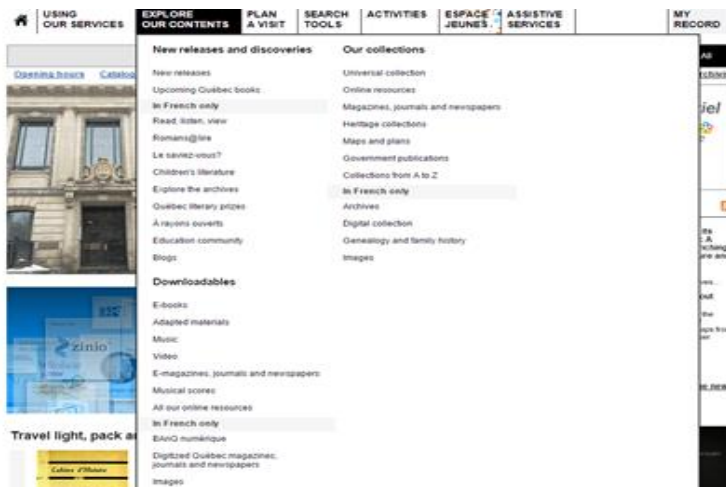 USING
OUR SERVICES
EXPLORE
OUR CONTENTS
PLAN
A VISIT
SEARCH
TOOLS
ACTIVITIES
ESPACE
JEUNES
ASSISTIVE
SERVICES
MY
RECORD
All
Opening hours
New releases and discoveries
New releases
Upcoming Québec books
In French only
Read, listen, view
Romans@lire
Le saviez-vous?
Children's literature
Explore the archives
Québec literary prizes
À rayons ouverts
Education community
Blogs
Downloadables
E-books
Adapted materials
Music
Video
E-magazines, journals and newspapers
Musical scores
All our online resources
In French only
BAnQ numérique
Digitized Québec magazines,
journals and newspapers
Images
Our collections
Universal collection
Online resources
Magazines, journals and newspapers
Heritage collections
Maps and plans
Government publications
Collections from A to Z
In French only
Archives
Digital collection
Genealogy and family history
Images
zinio
Travel light, pack
Cahiers d'Histoire